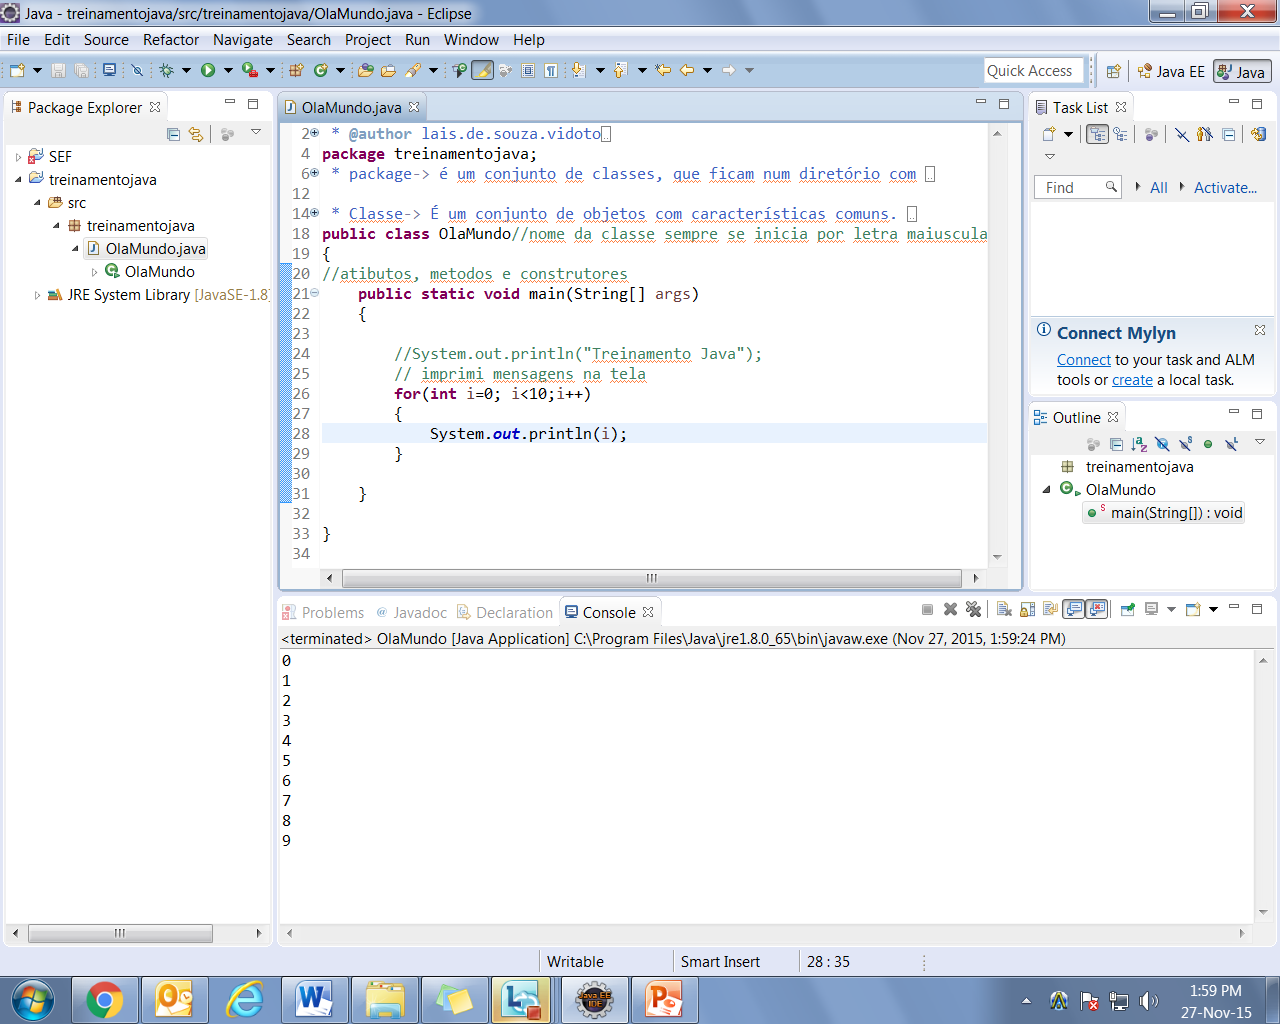 Java - treinamentojava/src/treinamentojava/OlaMundo.java - Eclipse
File Edit Source Refactor Navigate Search Project Run Window Help
Quick Access
Java EE
Java
Package Explorer
SEF
treinamentojava
src
treinamentojava
OlaMundo.java
OlaMundo
JRE System Library [JavaSE-1.8]
OlaMundo.java
2 * @author lais.de.souza.vidoto
4 package treinamentojava;
6 * package-> é um conjunto de classes, que ficam num diretório com
12
14 * Classe-> É um conjunto de objetos com características comuns.
18 public class OlaMundo//nome da classe sempre se inicia por letra maiuscula
19 {
20 //atibutos, metodos e construtores
21 public static void main(String[] args)
22 {
23
24 //System.out.println("Treinamento Java");
25 // imprimi mensagens na tela
26 for(int i=0; i<10;i++)
27 {
28 System.out.println(i);
29 }
30
31 }
32
33 }
34
Task List
Find
All
Activate...
Connect Mylyn
Connect to your task and ALM
tools or create a local task.
Outline
treinamentojava
OlaMundo
main(String[]) : void
Problems @ Javadoc Declaration Console
<terminated> OlaMundo [Java Application] C:\Program Files\Java\jre1.8.0_65\bin\javaw.exe (Nov 27, 2015, 1:59:24 PM)
0
1
2
3
4
5
6
7
8
9
Writable
Smart Insert
28 : 35
Java EE
IDE
1:59 PM
27-Nov-15